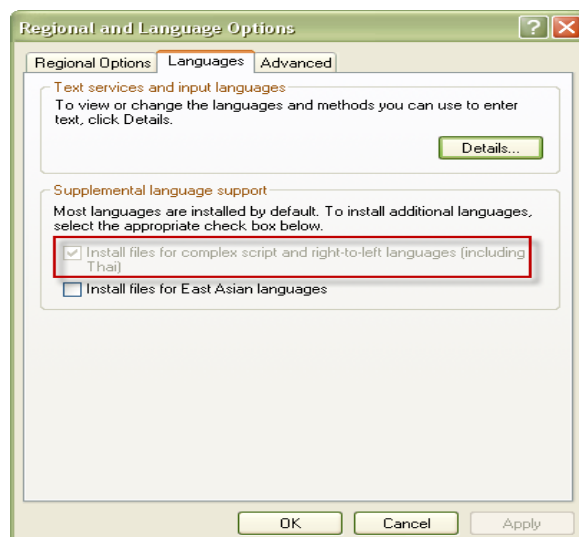 Regional and Language Options
Regional Options
Languages
Advanced
Text services and input languages
To view or change the languages and methods you can use to enter
text, click Details.
Details...
Supplemental language support
Most languages are installed by default. To install additional languages,
select the appropriate check box below.
Install files for complex script and right-to-left languages (including
Thai)
Install files for East Asian languages
OK
Cancel
Apply